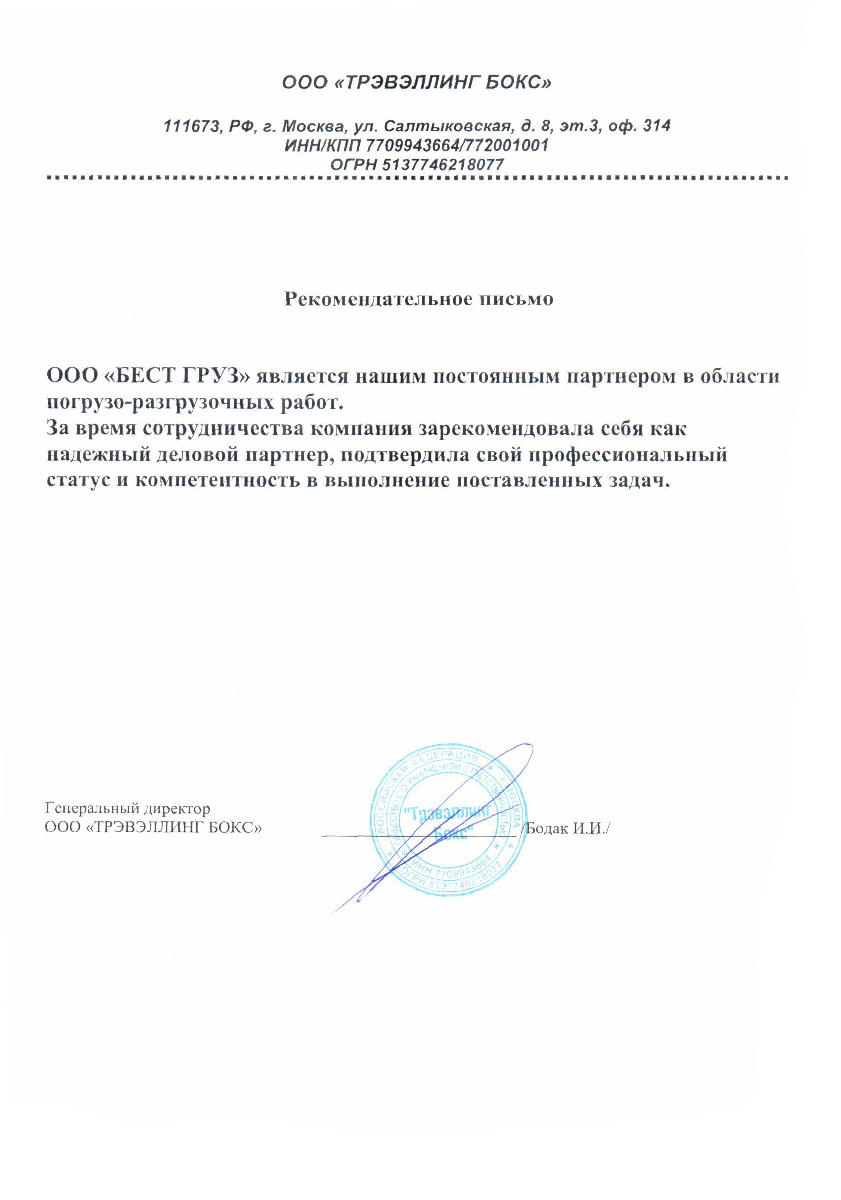 ООО «ТРЭВЭЛЛИНГ БОКС»
111673, РФ, г. Москва, ул. Салтыковская, д. 8, эт.3, оф. 314
ИНН/КПП 7709943664/772001001
ОГРН 5137746218077
Рекомендательное письмо
ООО «БЕСТ ГРУЗ» является нашим постоянным партнером в области
погрузо-разгрузочных работ.
За время сотрудничества компания зарекомендовала себя как
надежный деловой партнер, подтвердила свой профессиональный
статус и компетентность в выполнение поставленных задач.
Генеральный директор
ООО «ТРЭВЭЛЛИНГ БОКС» /Бодак И.И./
РОССИЙСКАЯ ФЕДЕРАЦИЯ * Г. МОСКВА
"Трэвэллинг
Бокс"
* ИНН 7709943664 *
ОГРН 5137746218077